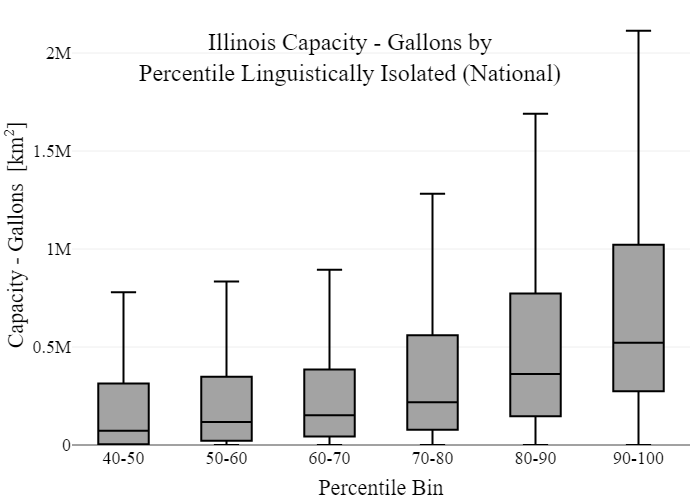 Illinois Capacity - Gallons by
Percentile Linguistically Isolated (National)
Capacity - Gallons [km²]
2M
1.5M
1M
0.5M
0
40-50
50-60
60-70
70-80
80-90
90-100
Percentile Bin